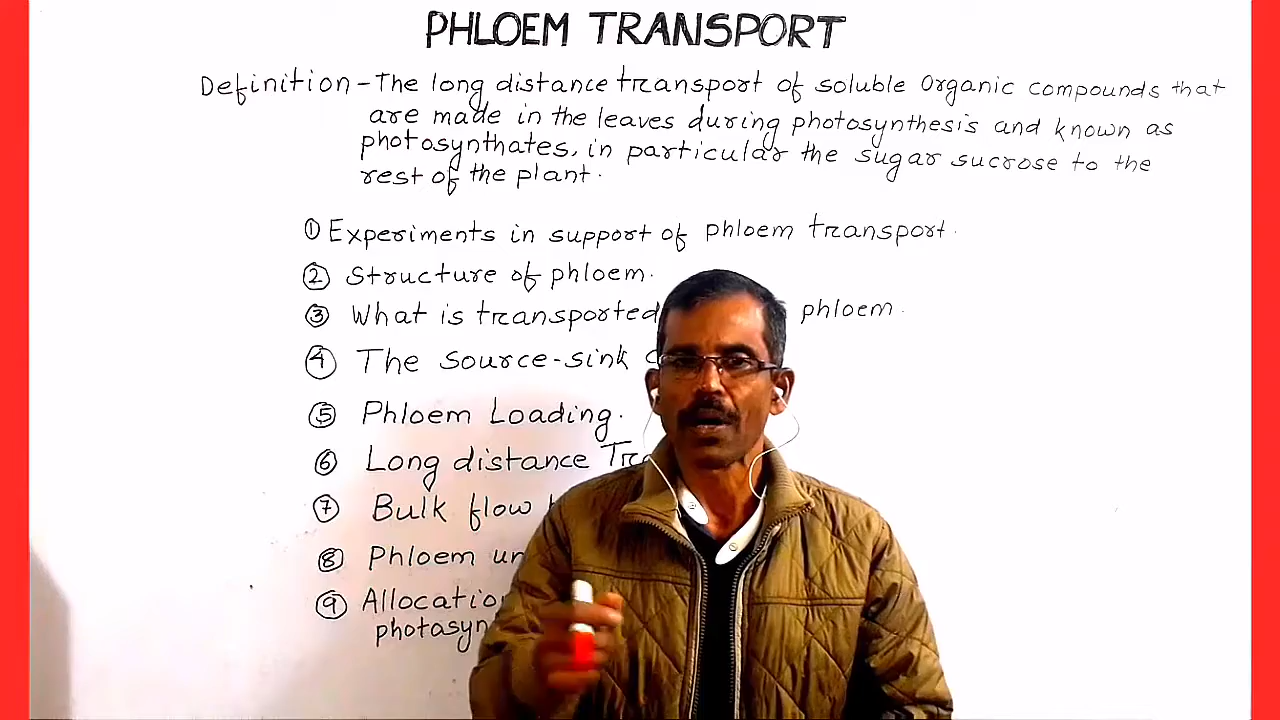 PHLOEM TRANSPORT
Definition - The long distance transport of soluble Organic compounds that
are made in the leaves during photosynthesis and known as
photosynthates, in particular the sugar sucrose to the
rest of the plant.
① Experiments in support of phloem transport.
② Structure of phloem.
③ What is transported phloem.
④ The source-sink
⑤ Phloem Loading.
⑥ Long distance
⑦ Bulk flow
⑧ Phloem
⑨